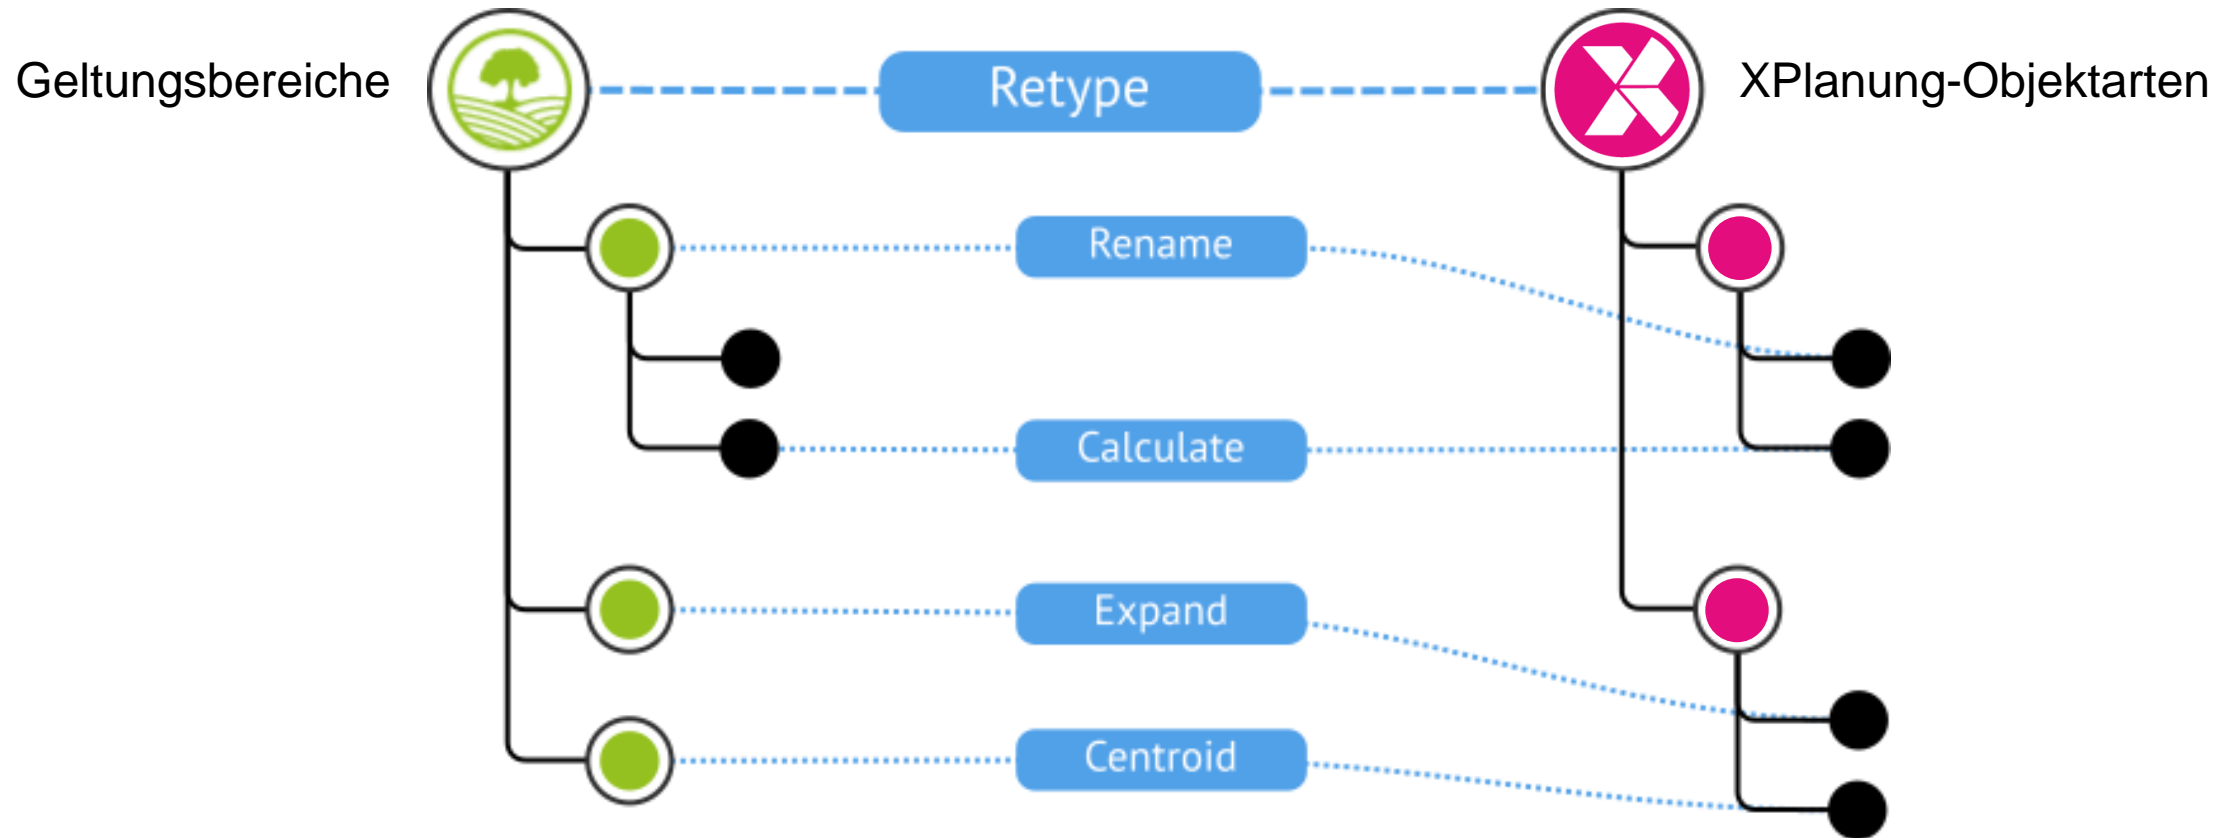 Geltungsbereiche
Retype
XPlanung-Objektarten
Rename
Calculate
Expand
Centroid